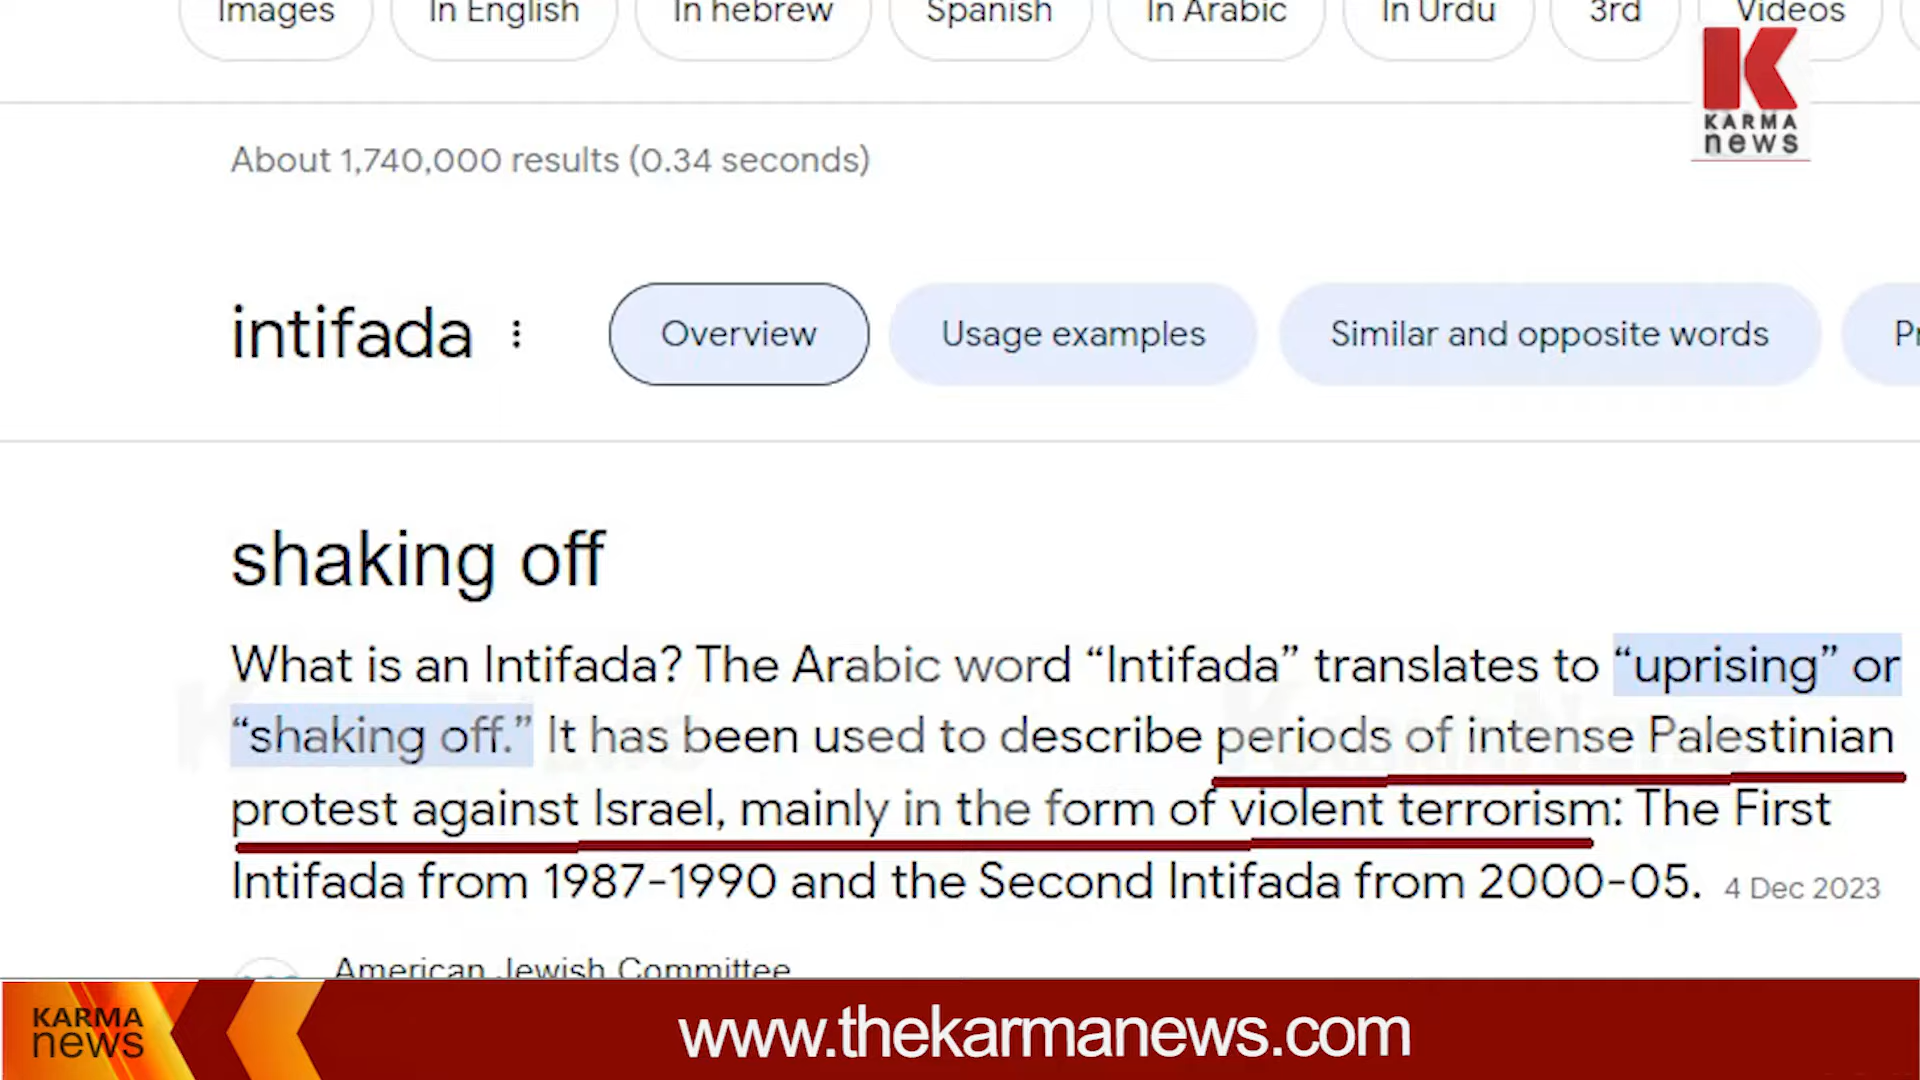 Images In English In hebrew Spanish In Arabic In Urdu 3rd Videos
K
KARMA
news
About 1,740,000 results (0.34 seconds)
intifada Overview Usage examples Similar and opposite words
shaking off
What is an Intifada? The Arabic word “Intifada” translates to “uprising” or
“shaking off.” It has been used to describe periods of intense Palestinian
protest against Israel, mainly in the form of violent terrorism: The First
Intifada from 1987-1990 and the Second Intifada from 2000-05. 4 Dec 2023
American Jewish Committee
KARMA
news
www.thekarmanews.com